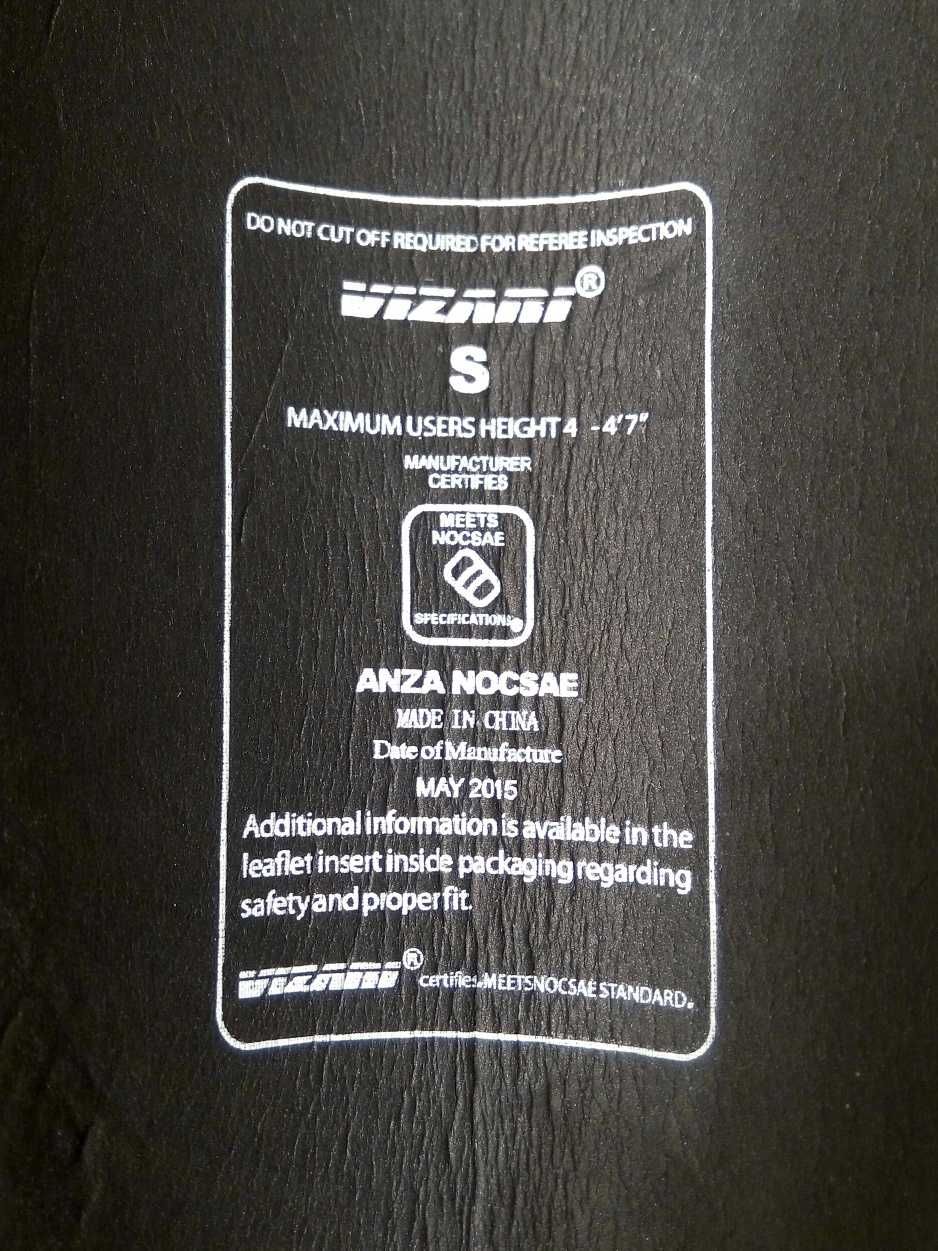 DO NOT CUT OFF REQUIRED FOR REFEREE INSPECTION
VIZARI®
S
MAXIMUM USERS HEIGHT 4 -4'7"
MANUFACTURER
CERTIFIES
MEETS
NOCSAE
SPECIFICATIONS
ANZA NOCSAE
MADE IN CHINA
Date of Manufacture
MAY 2015
Additional information is available in the
leaflet insert inside packaging regarding
safety and proper fit.
VIZARI® certifies MEETS NOCSAE STANDARD.